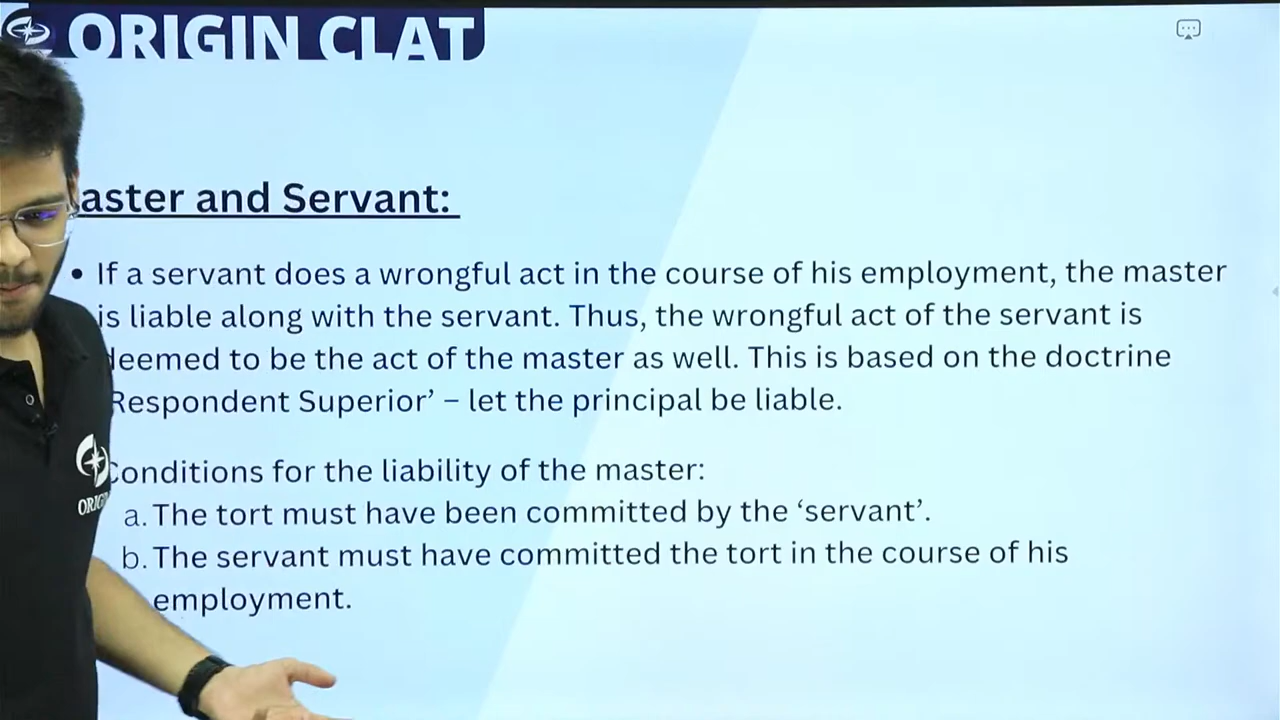 ORIGIN CLAT
aster and Servant:
• If a servant does a wrongful act in the course of his employment, the master
is liable along with the servant. Thus, the wrongful act of the servant is
deemed to be the act of the master as well. This is based on the doctrine
Respondent Superior’ – let the principal be liable.
Conditions for the liability of the master:
a. The tort must have been committed by the ‘servant’.
b. The servant must have committed the tort in the course of his
employment.
ORIG